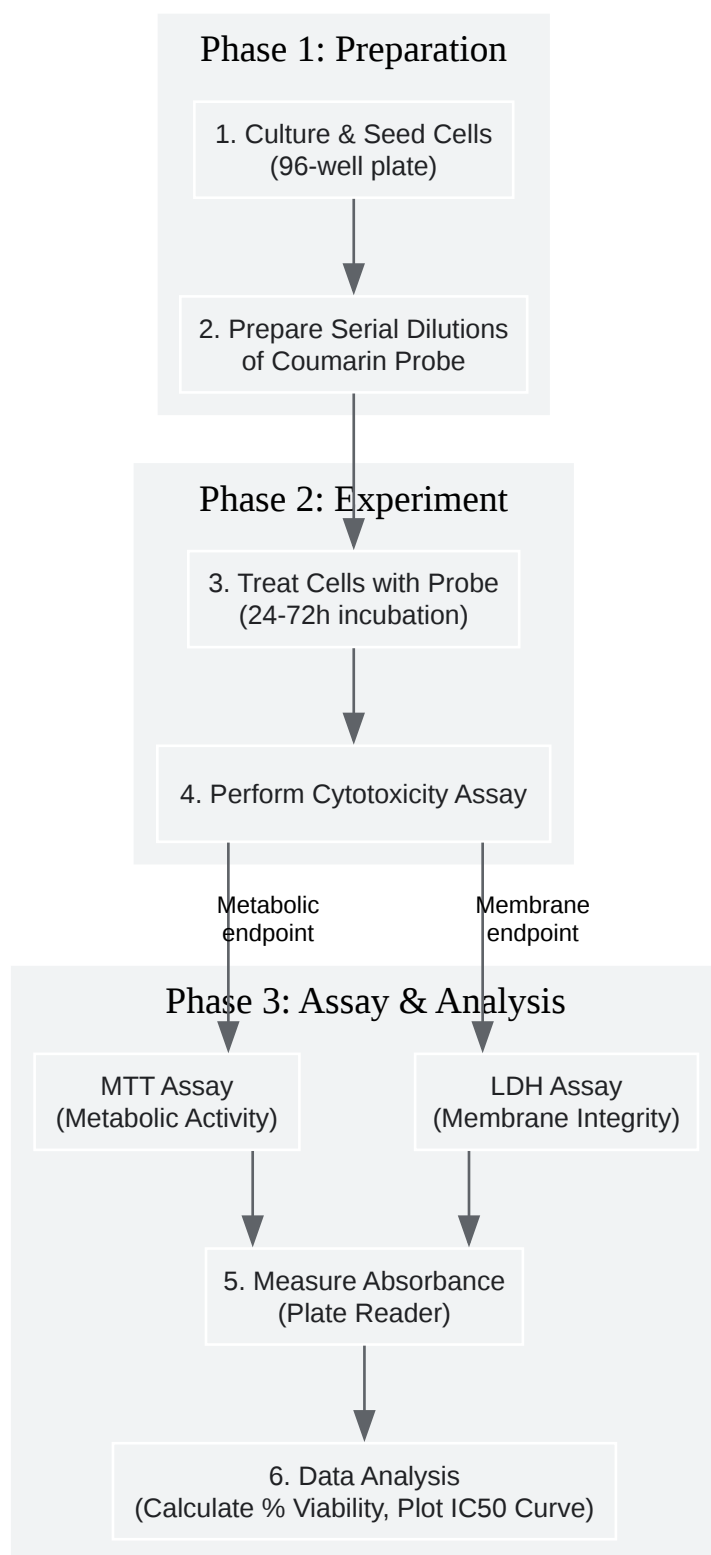 Phase 1: Preparation
1. Culture & Seed Cells
(96-well plate)
2. Prepare Serial Dilutions
of Coumarin Probe
Phase 2: Experiment
3. Treat Cells with Probe
(24-72h incubation)
4. Perform Cytotoxicity Assay
Metabolic
endpoint
Membrane
endpoint
Phase 3: Assay & Analysis
MTT Assay
(Metabolic Activity)
LDH Assay
(Membrane Integrity)
5. Measure Absorbance
(Plate Reader)
6. Data Analysis
(Calculate % Viability, Plot IC50 Curve)